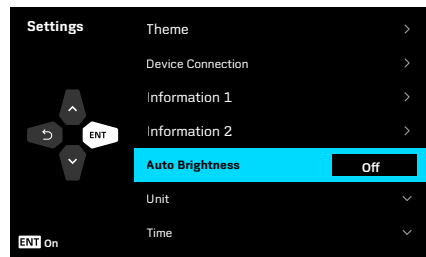 Settings
Theme
Device Connection
Information 1
Information 2
ENT
Auto Brightness Off
Unit
Time
ENT On